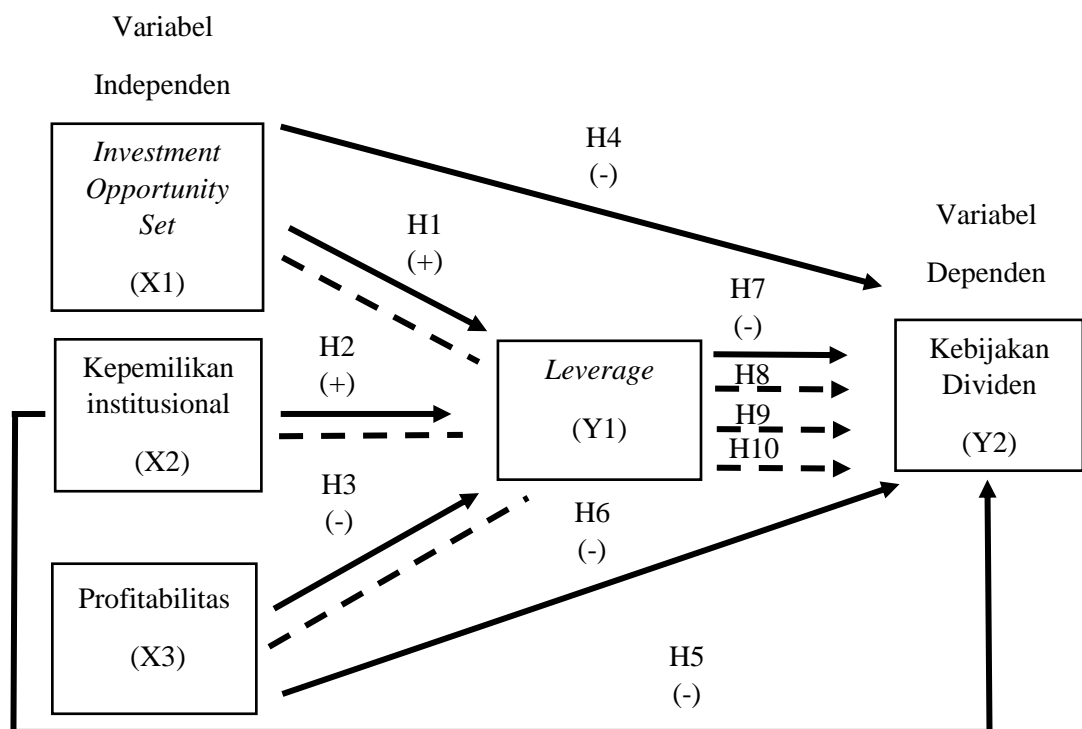 Variabel
Independen
Investment
Opportunity
Set
(X1)
H1
(+)
H4
(-)
Variabel
Dependen
Kepemilikan
institusional
(X2)
H2
(+)
Leverage
(Y1)
H7
(-)
H8
H9
H10
Kebijakan
Dividen
(Y2)
Profitabilitas
(X3)
H3
(-)
H6
(-)
H5
(-)